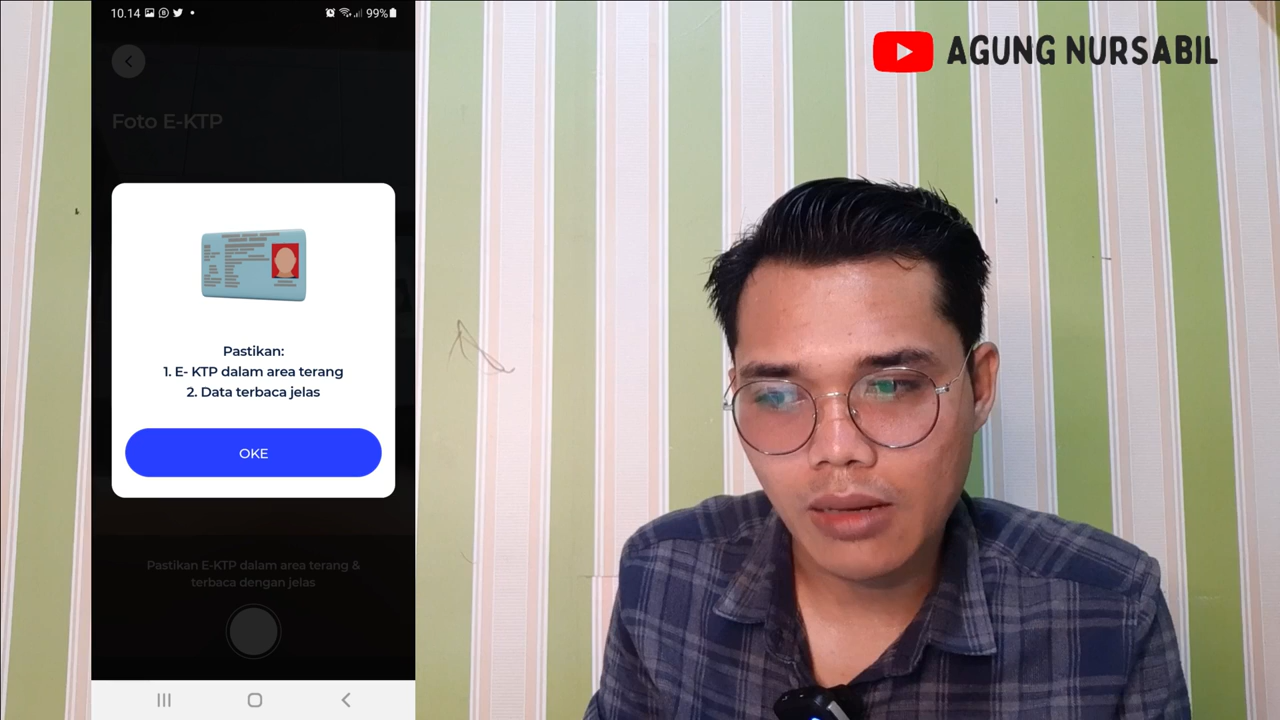 10.14
99%
AGUNG NURSABIL
Foto E-KTP
Pastikan:
1. E- KTP dalam area terang
2. Data terbaca jelas
OKE
Pastikan E-KTP dalam area terang &
terbaca dengan jelas